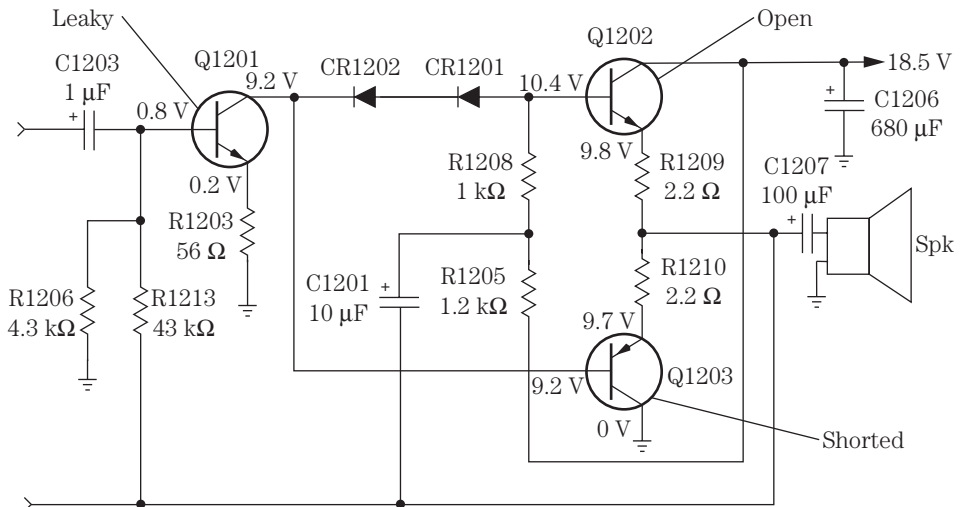 Leaky
Open
C1203
1 µF
+
Q1201
9.2 V
0.8 V
CR1202
CR1201
Q1202
10.4 V
18.5 V
+
C1206
680 µF
0.2 V
9.8 V
R1208
1 kΩ
R1209
2.2 Ω
C1207
100 µF
+
Spk
R1203
56 Ω
C1201
10 µF
+
R1205
1.2 kΩ
R1210
2.2 Ω
R1206
4.3 kΩ
R1213
43 kΩ
9.7 V
9.2 V
Q1203
0 V
Shorted